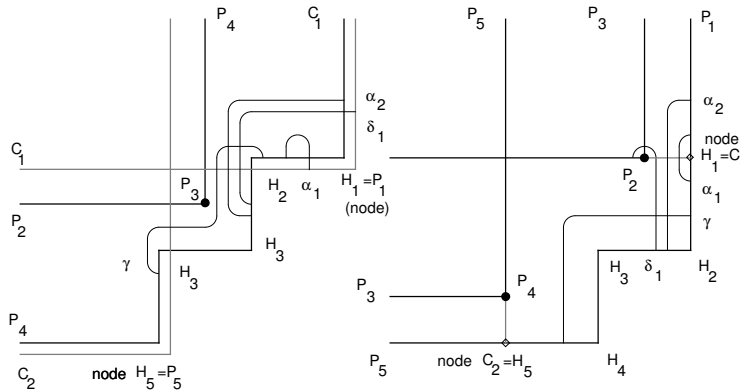 P4 C1 P5 P3 P1
α2 α2
δ1
node
C1 H1=C
P3 H2 α1 H1=P1 P2
(node) α1
P2 γ
H3
γ H3 H3 δ1 H2
P3 P4
P4
P5 node C2=H5 H4
C2 node H5=P5